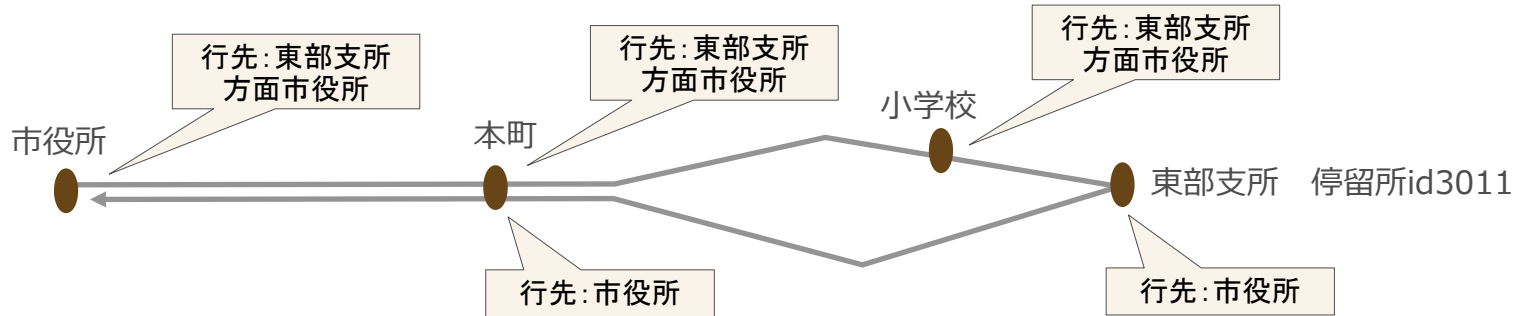 行先：東部支所
方面市役所
行先：東部支所
方面市役所
行先：東部支所
方面市役所
市役所
本町
小学校
東部支所　停留所id3011
行先：市役所
行先：市役所